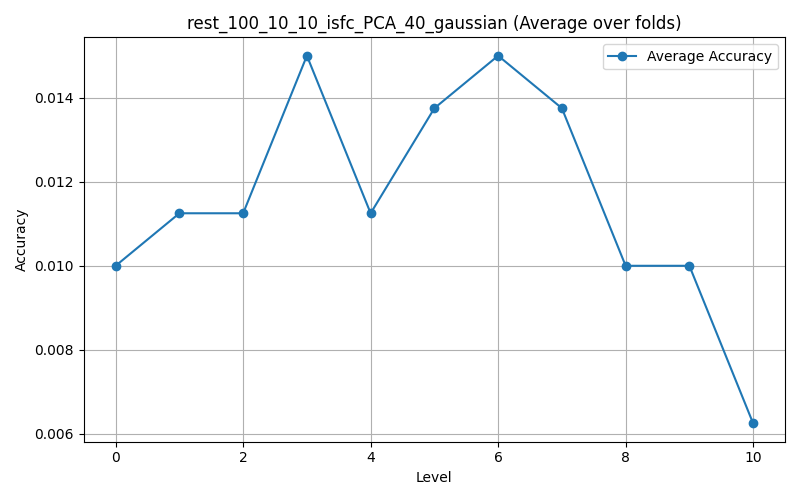 rest_100_10_10_isfc_PCA_40_gaussian (Average over folds)
Average Accuracy
0.014
0.012
0.010
0.008
0.006
Accuracy
0 2 4 6 8 10
Level